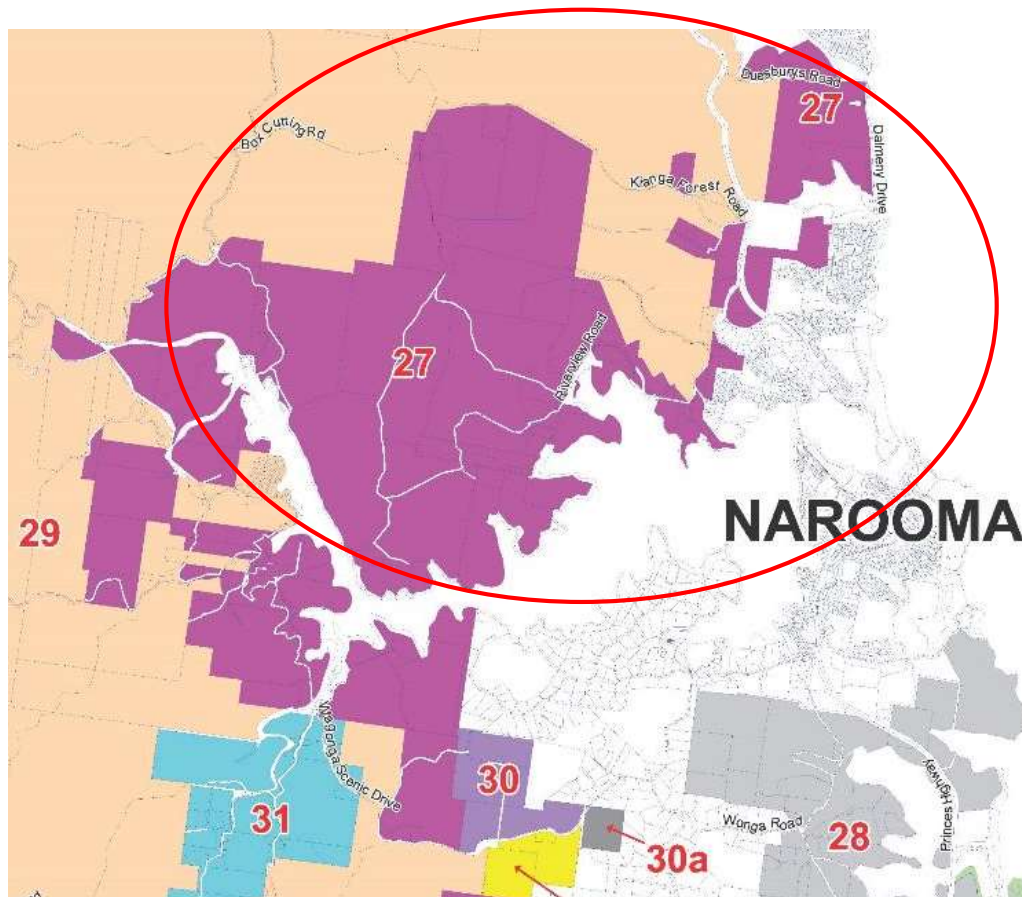 Duesburys Road
27
Box Cutting Rd
Dalmeny Drive
Kianga Forest Road
Riverview Road
27
NAROOMA
29
Wagonga Scenic Drive
30
31
Princes Highway
Wonga Road
28
30a